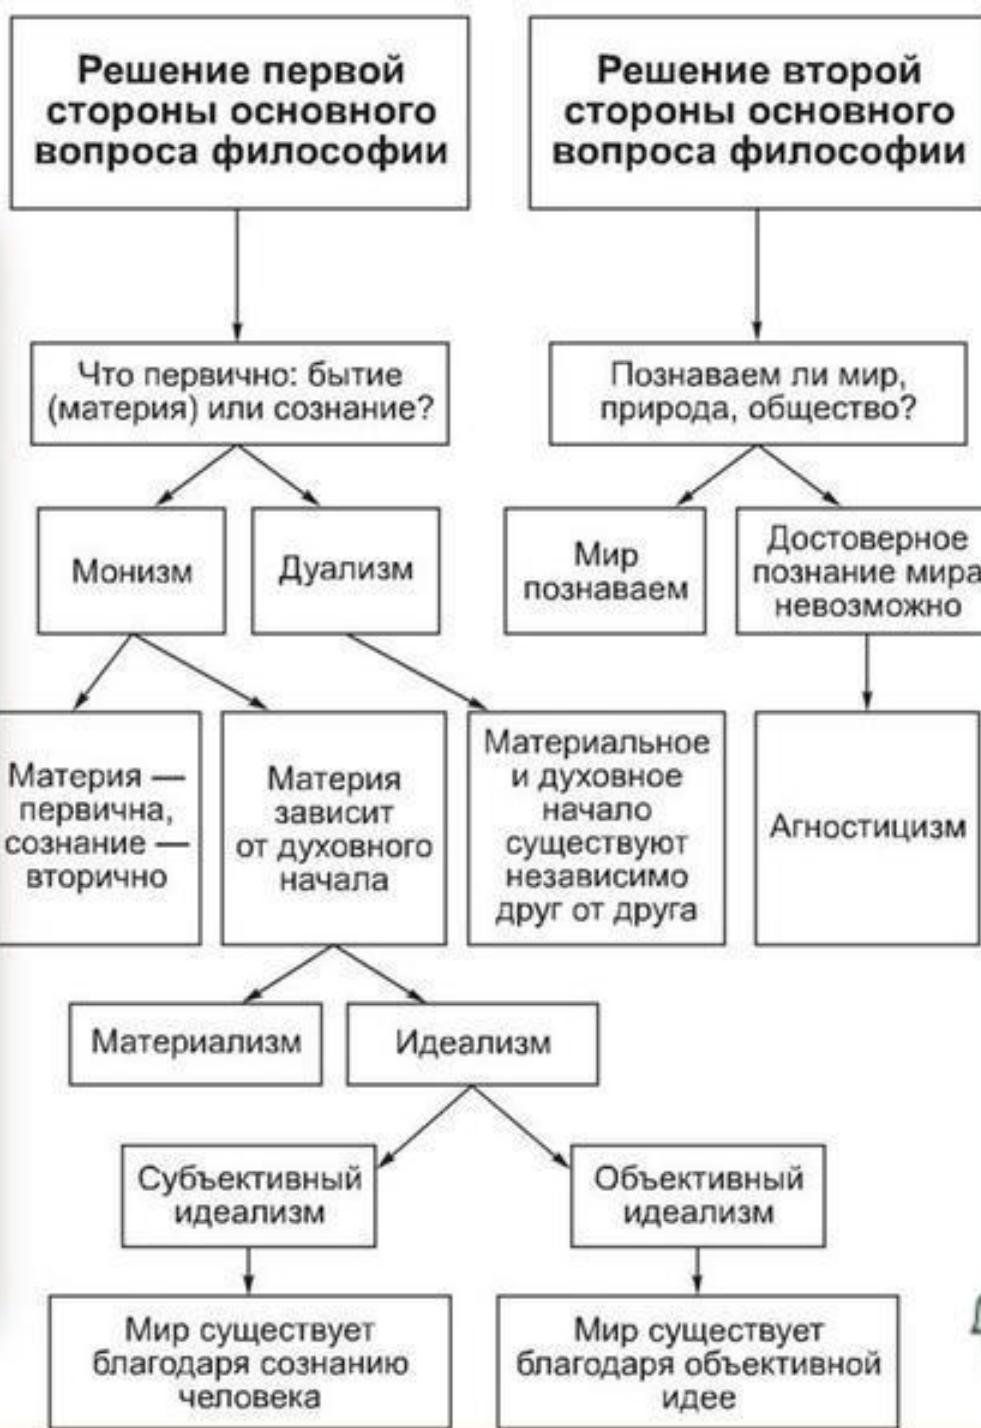 Решение первой
стороны основного
вопроса философии
Решение второй
стороны основного
вопроса философии
Что первично: бытие
(материя) или сознание?
Познаваем ли мир,
природа, общество?
Монизм
Дуализм
Мир
познаваем
Достоверное
познание мира
невозможно
Материя —
первична,
сознание —
вторично
Материя
зависит
от духовного
начала
Материальное
и духовное
начало
существуют
независимо
друг от друга
Агностицизм
Материализм
Идеализм
Субъективный
идеализм
Объективный
идеализм
Мир существует
благодаря сознанию
человека
Мир существует
благодаря объективной
идее